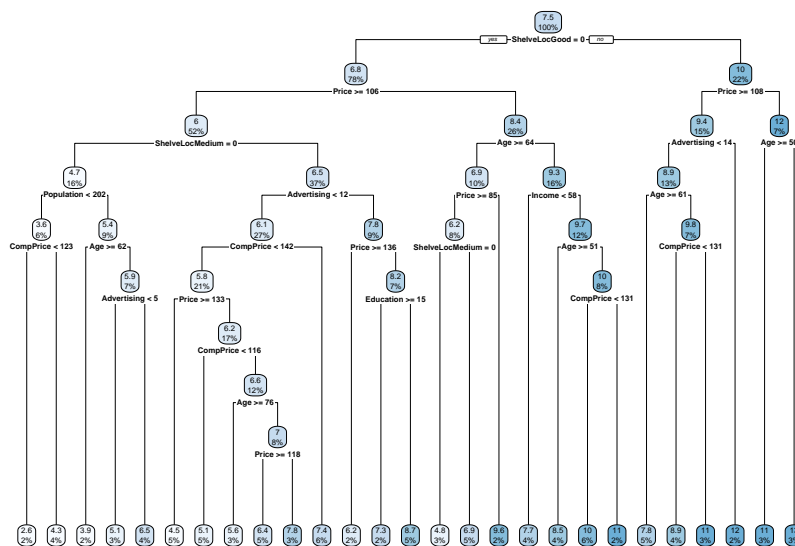 7.5
100%
yes ShelveLocGood = 0 no
6.8 10
78% 22%
Price >= 106 Price >= 108
6 8.4 9.4 12
52% 26% 15% 7%
ShelveLocMedium = 0 Age >= 64 Advertising < 14
4.7 6.5 6.9 9.3 8.9
16% 37% 10% 16% 13%
Population < 202 Advertising < 12 Price >= 85 Income < 58 Age >= 61
3.6 5.4 6.1 7.8 6.2 9.7 9.8
6% 9% 27% 9% 8% 12% 7%
CompPrice < 123 Age >= 62 CompPrice < 142 Price >= 136 ShelveLocMedium = 0 Age >= 51 CompPrice < 131
5.9 5.8 8.2 10
7% 21% 7% 8%
Advertising < 5 Price >= 133 Education >= 15 CompPrice < 131
6.2
17%
CompPrice < 116
6.6
12%
Age >= 76
7
8%
Price >= 118
2.6 4.3 3.9 5.1 6.5 4.5 5.1 5.6 6.4 7.8 7.4 6.2 7.3 8.7 4.8 6.9 9.6 7.7 8.5 10 11 7.8 8.9 11 12 11
2% 4% 2% 3% 4% 5% 5% 3% 5% 3% 6% 2% 2% 5% 3% 5% 2% 4% 4% 6% 2% 5% 4% 3% 2% 3%